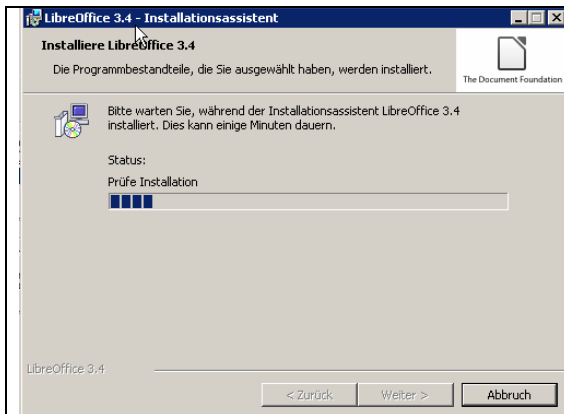 LibreOffice 3.4 - Installationsassistent
Installiere LibreOffice 3.4
Die Programmbestandteile, die Sie ausgewählt haben, werden installiert.
The Document Foundation
Bitte warten Sie, während der Installationsassistent LibreOffice 3.4
installiert. Dies kann einige Minuten dauern.
Status:
Prüfe Installation
LibreOffice 3.4
< Zurück
Weiter >
Abbruch